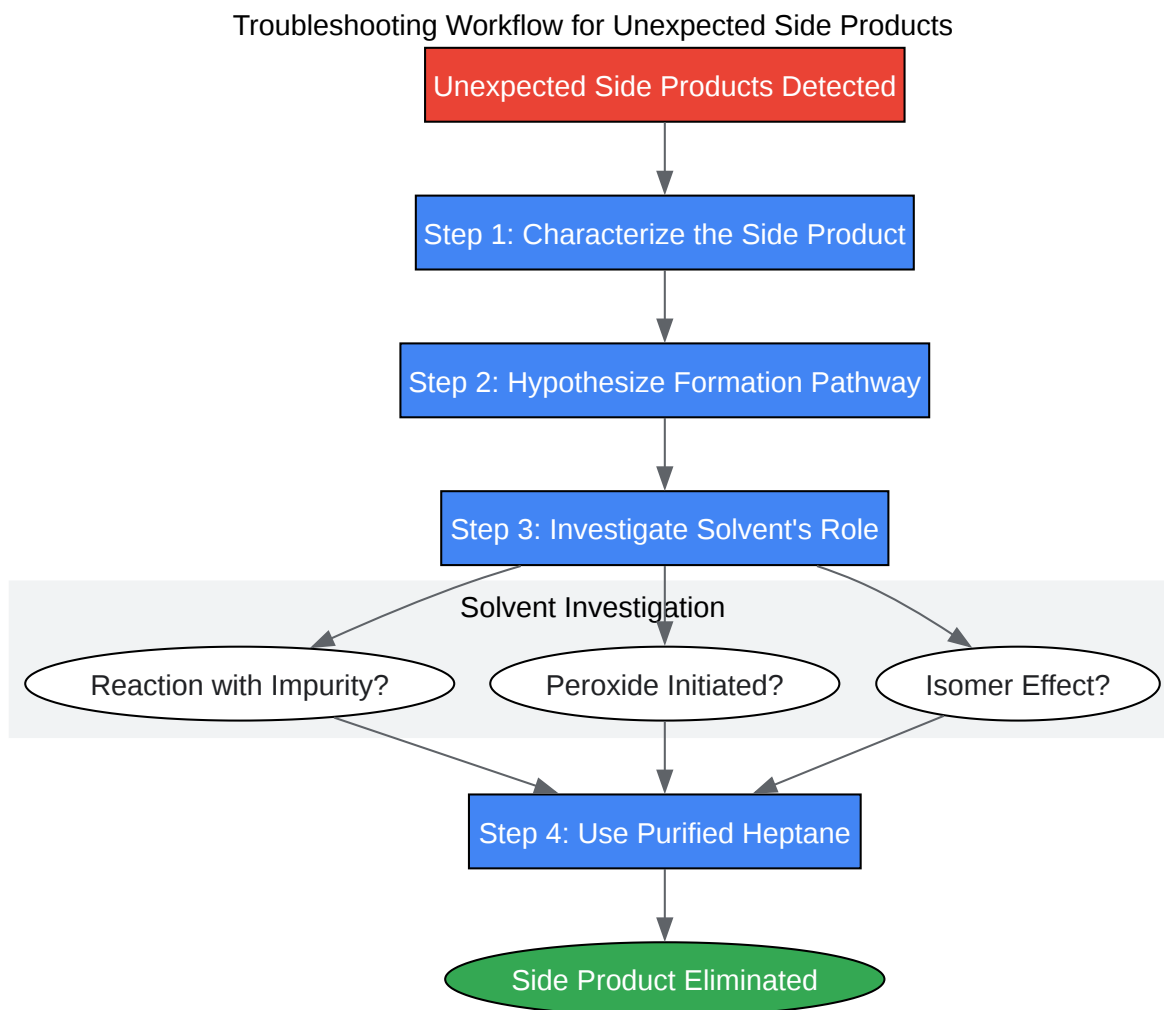 Troubleshooting Workflow for Unexpected Side Products
Unexpected Side Products Detected
Step 1: Characterize the Side Product
Step 2: Hypothesize Formation Pathway
Step 3: Investigate Solvent's Role
Solvent Investigation
Reaction with Impurity?
Peroxide Initiated?
Isomer Effect?
Step 4: Use Purified Heptane
Side Product Eliminated